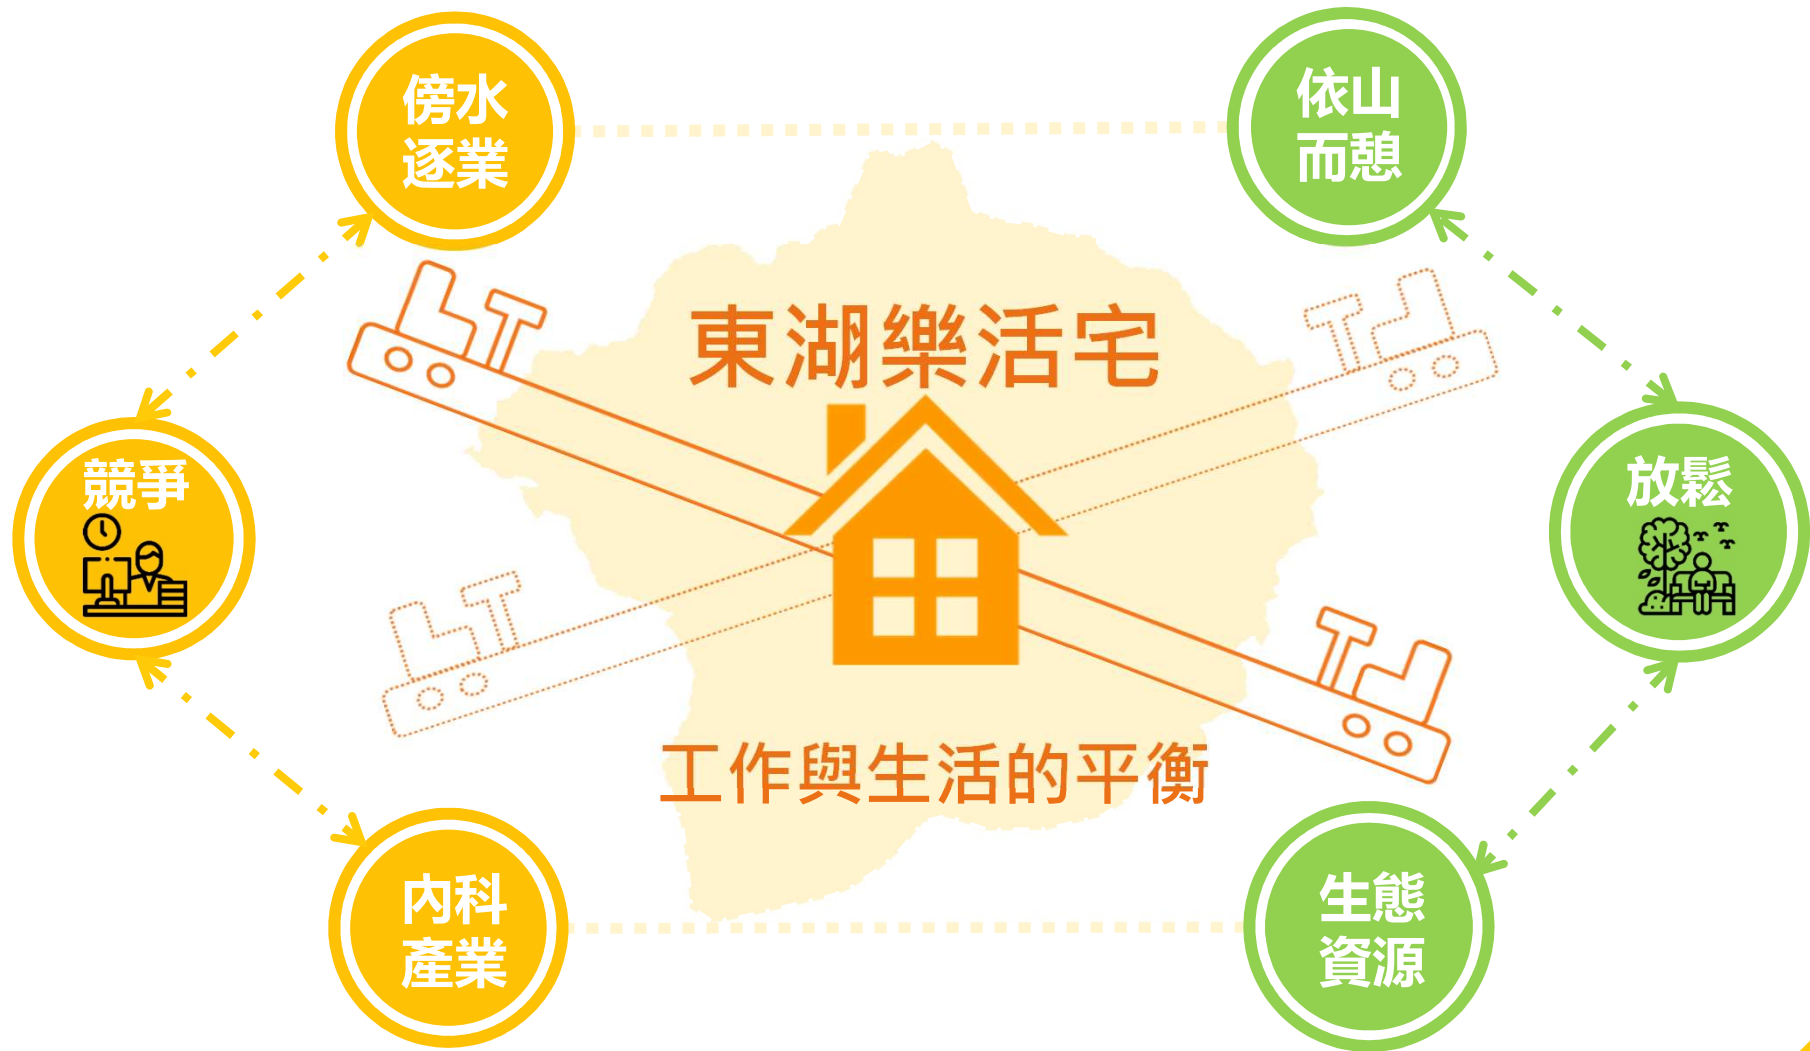 傍水
逐業
依山
而憩
東湖樂活宅
競爭
放鬆
工作與生活的平衡
內科
產業
生態
資源